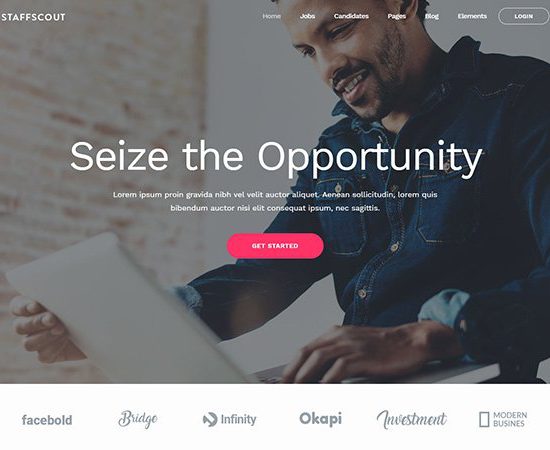 STAFFSCOUT
Home Jobs Candidates Pages Blog Elements LOGIN
Seize the Opportunity
Lorem ipsum proin gravida nibh vel velit auctor aliquet. Aenean sollicitudin, lorem quis
bibendum auctor nisi elit consequat ipsum, nec sagittis.
GET STARTED
facebold Bridge Infinity Okapi Investment MODERN
BUSINES